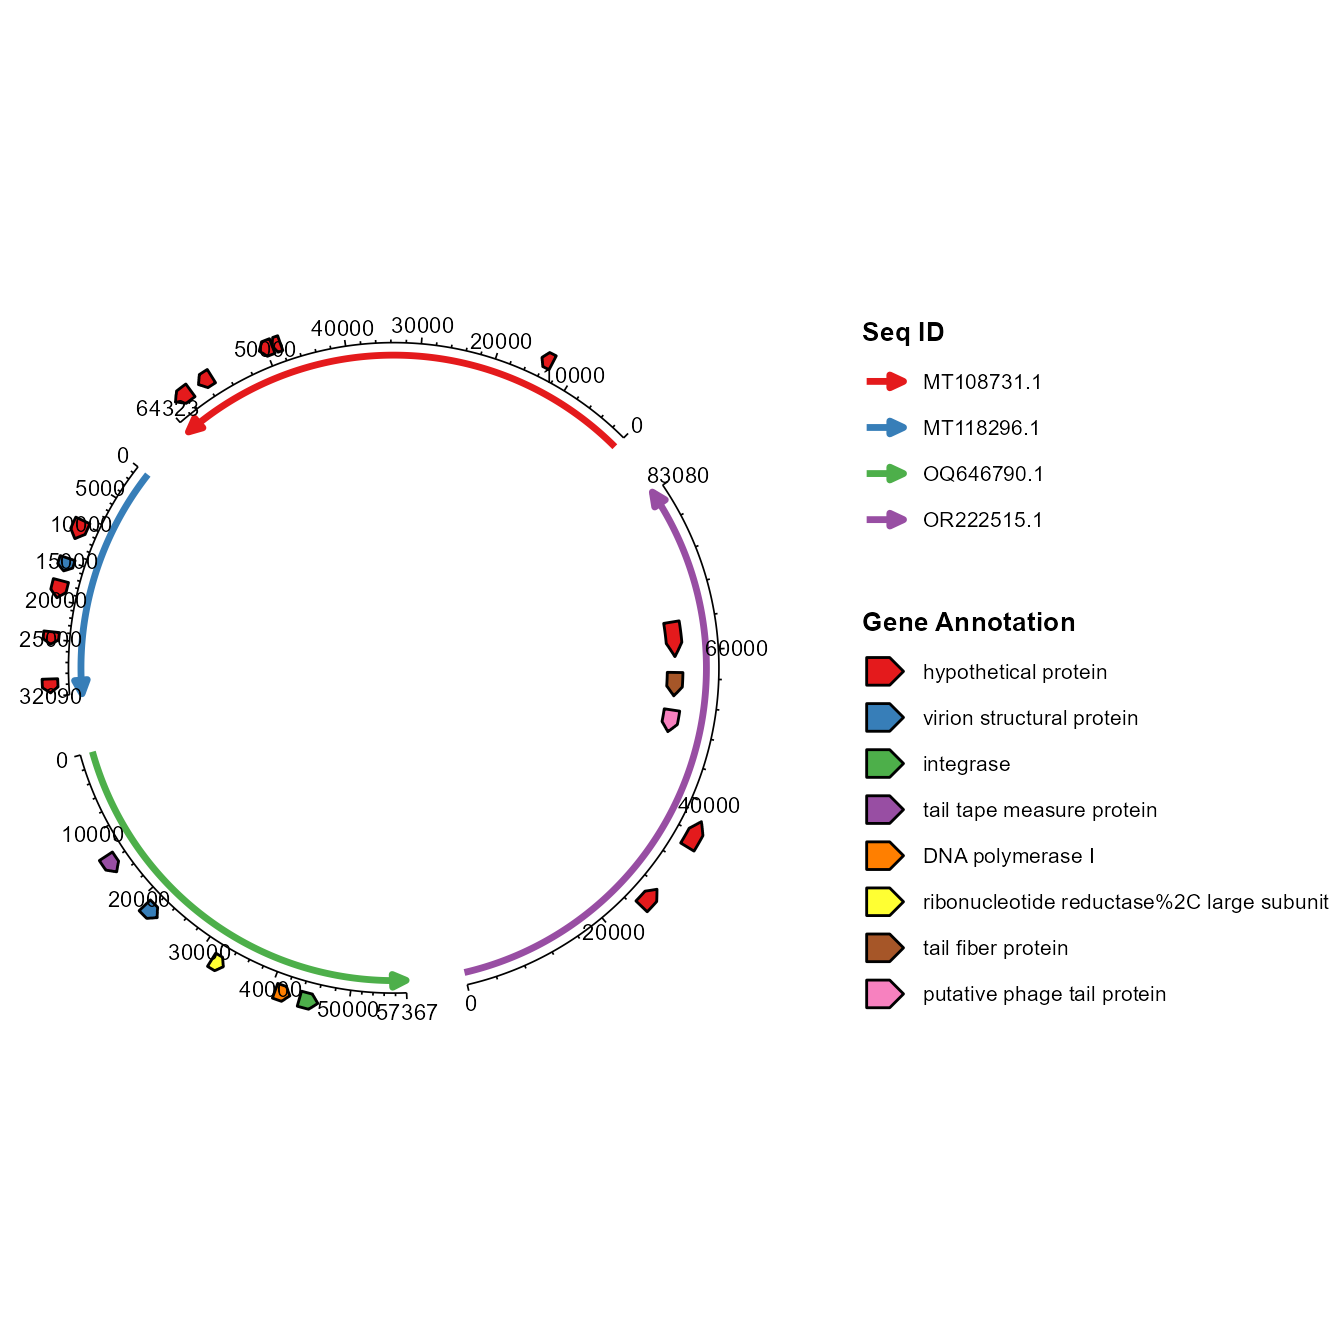 40000
30000
20000
50000
10000
64323
0
0
83080
5000
10000
15000
20000
25000
32090
60000
0
40000
10000
20000
20000
30000
40000
50000
57367
0
Seq ID
MT108731.1
MT118296.1
OQ646790.1
OR222515.1
Gene Annotation
hypothetical protein
virion structural protein
integrase
tail tape measure protein
DNA polymerase I
ribonucleotide reductase%2C large subunit
tail fiber protein
putative phage tail protein